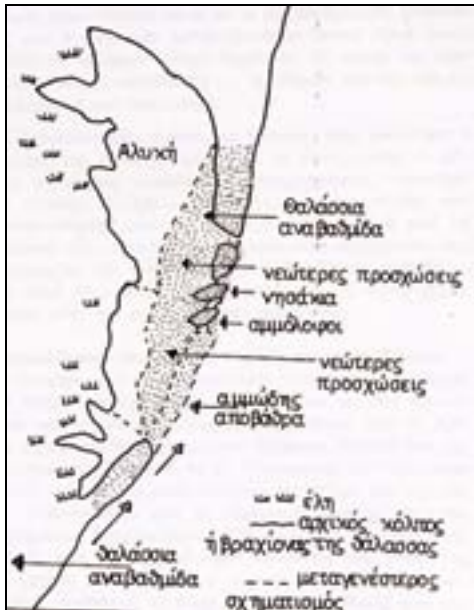 Αλυκή
θαλάσσια
αναβαθμίδα
νεώτερες προσχώσεις
νησάκια
αμμόλοφοι
νεώτερες
προσχώσεις
αμμώδης
αποβάθρα
έλη
αρχικός κόλπος
ή βραχίονας της θάλασσας
μεταγενέστερος
σχηματισμός
θαλάσσια
αναβαθμίδα